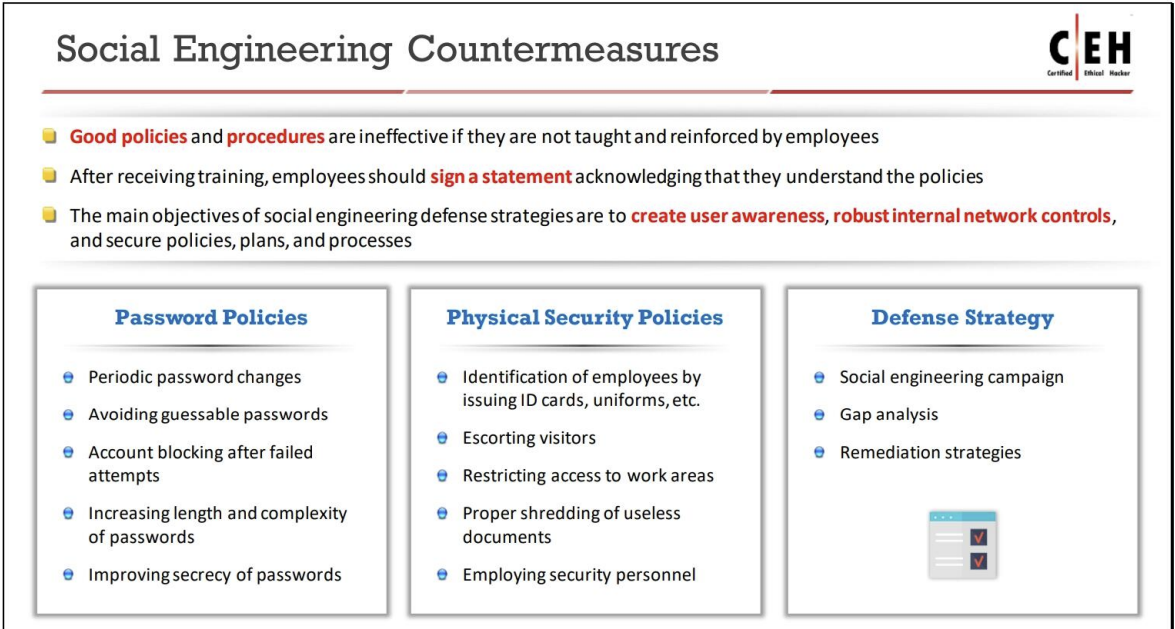 Social Engineering Countermeasures
C|EH
Certified Ethical Hacker
Good policies and procedures are ineffective if they are not taught and reinforced by employees
After receiving training, employees should sign a statement acknowledging that they understand the policies
The main objectives of social engineering defense strategies are to create user awareness, robust internal network controls,
and secure policies, plans, and processes
Password Policies
Periodic password changes
Avoiding guessable passwords
Account blocking after failed
attempts
Increasing length and complexity
of passwords
Improving secrecy of passwords
Physical Security Policies
Identification of employees by
issuing ID cards, uniforms, etc.
Escorting visitors
Restricting access to work areas
Proper shredding of useless
documents
Employing security personnel
Defense Strategy
Social engineering campaign
Gap analysis
Remediation strategies